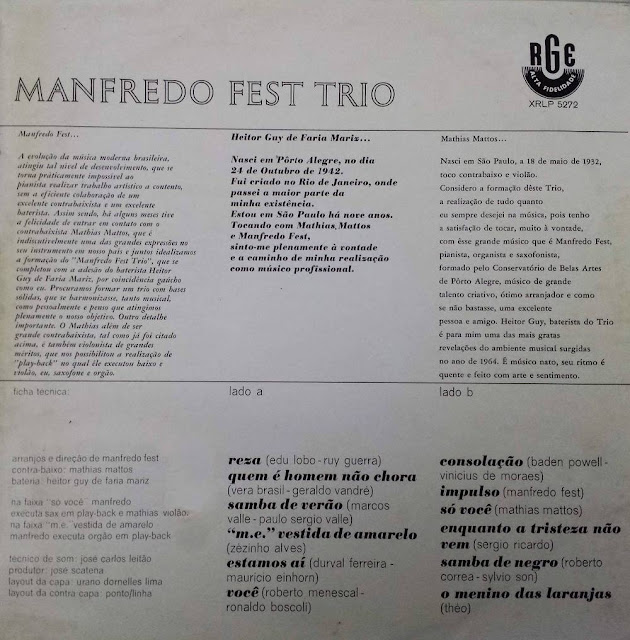 RGE
ALTA FIDELIDADE
XRLP 5272
MANFREDO FEST TRIO
Manfredo Fest...
A evolução da música moderna brasileira,
atingiu tal nível de desenvolvimento, que se
torna práticamente impossível ao
pianista realizar trabalho artístico a contento,
sem a eficiente colaboração de um
excelente contrabaixista e um excelente
baterista. Assim sendo, há alguns meses tive
a felicidade de entrar em contato com o
contrabaixista Mathias Mattos, que é
indiscutivelmente uma das grandes expressões no
seu instrumento em nosso país e juntos idealizamos
a formação do "Manfredo Fest Trio", que se
completou com a adesão do baterista Heitor
Guy de Faria Mariz, por coincidência gaúcho
como eu. Procuramos formar um trio com bases
sólidas, que se harmonizasse, tanto musical,
como pessoalmente e penso que atingimos
plenamente o nosso objetivo. Outro detalhe
importante. O Mathias além de ser
grande contrabaixista, tal como já foi citado
acima, é também violonista de grandes
méritos, que nos possibilitou a realização de
"play-back" no qual êle executou baixo e
violão, eu, saxofone e orgão.
Heitor Guy de Faria Mariz...
Nasci em Pôrto Alegre, no dia
24 de Outubro de 1942.
Fui criado no Rio de Janeiro, onde
passei a maior parte da
minha existência.
Estou em São Paulo há nove anos.
Tocando com Mathias Mattos
e Manfredo Fest,
sinto-me plenamente à vontade
e a caminho de minha realização
como músico profissional.
Mathias Mattos...
Nasci em São Paulo, a 18 de maio de 1932,
toco contrabaixo e violão.
Considero a formação dêste Trio,
a realização de tudo quanto
eu sempre desejei na música, pois tenho
a satisfação de tocar, muito à vontade,
com êsse grande músico que é Manfredo Fest,
pianista, organista e saxofonista,
formado pelo Conservatório de Belas Artes
de Pôrto Alegre, músico de grande
talento criativo, ótimo arranjador e como
se não bastasse, uma excelente
pessoa e amigo. Heitor Guy, baterista do Trio
é para mim uma das mais gratas
revelações do ambiente musical surgidas
no ano de 1964. É músico nato, seu ritmo é
quente e feito com arte e sentimento.
ficha técnica:
arranjos e direção de manfredo fest
contra-baixo: mathias mattos
bateria: heitor guy de faria mariz
na faixa "só você" manfredo
executa sax em play-back e mathias violão.
na faixa "m.e." vestida de amarelo
manfredo executa orgão em play-back
técnico de som: josé carlos leitão
produtor: josé scatena
layout da capa: urano dornelles lima
layout da contra capa: ponto/linha
lado a
reza (edu lobo - ruy guerra)
quem é homem não chora
(vera brasil - geraldo vandré)
samba de verão (marcos
valle - paulo sergio valle)
"m.e." vestida de amarelo
(zèzinho alves)
estamos aí (durval ferreira -
mauricio einhorn)
você (roberto menescal -
ronaldo boscoli)
lado b
consolação (baden powell -
vinicius de moraes)
impulso (manfredo fest)
só você (mathias mattos)
enquanto a tristeza não
vem (sergio ricardo)
samba de negro (roberto
correa - sylvio son)
o menino das laranjas
(théo)